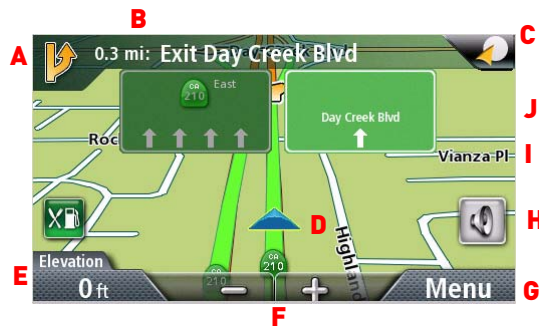 B
A
C
0.3 mi: Exit Day Creek Blvd
CA
210
East
Day Creek Blvd
J
Roc
Vianza Pl
I
D
H
Highland
Elevation
CA
210
CA
210
E
0 ft
Menu
G
F